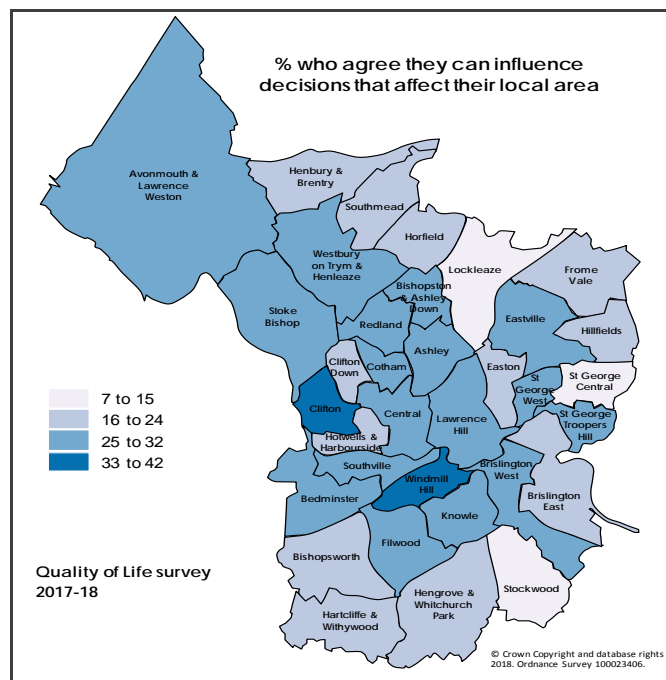 % who agree they can influence
decisions that affect their local area
Avonmouth &
Lawrence
Weston
Henbury &
Brentry
Southmead
Horfield
Westbury
on Trym &
Henleaze
Lockleaze
Frome
Vale
Bishopston
& Ashley
Down
Stoke
Bishop
Redland
Eastville
Hillfields
Clifton
Down
Cotham
Ashley
Easton
St
George
West
St George
Central
Clifton
Central
Lawrence
Hill
St George
Troopers
Hill
Hotwells &
Harbourside
Southville
Windmill
Hill
Brislington
West
Brislington
East
Bedminster
Knowle
Filwood
Bishopsworth
Stockwood
Hengrove &
Whitchurch
Park
Hartcliffe &
Withywood
7 to 15
16 to 24
25 to 32
33 to 42
Quality of Life survey
2017-18
© Crown Copyright and database rights
2018. Ordnance Survey 100023406.